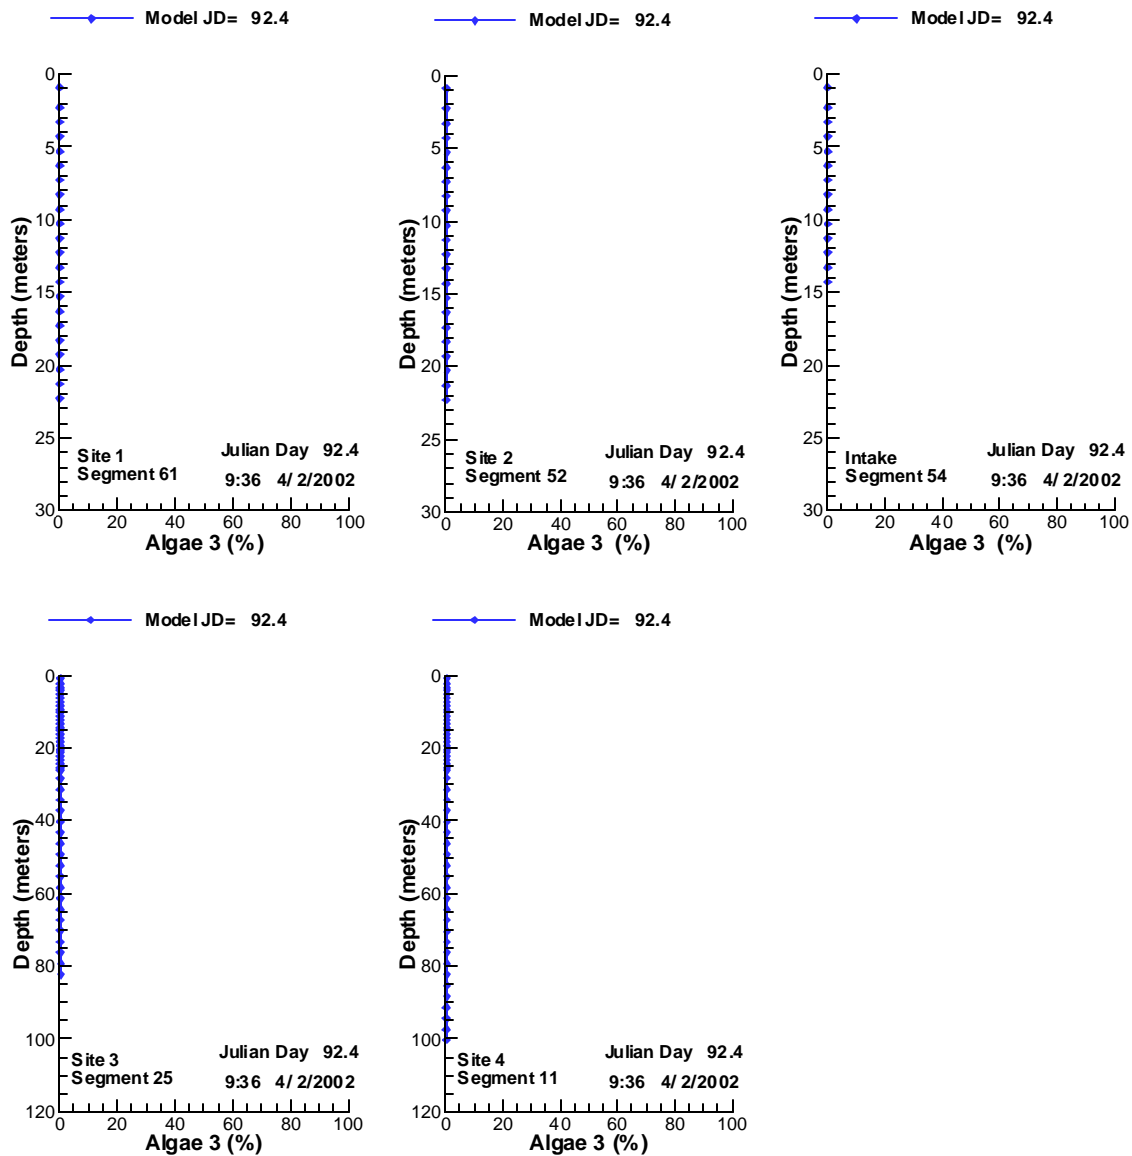 Model JD= 92.4
0
5
10
15
20
25
30
Depth (meters)
Site 1
Segment 61
Julian Day 92.4
9:36 4/ 2/2002
0 20 40 60 80 100
Algae 3 (%)
Model JD= 92.4
0
5
10
15
20
25
30
Depth (meters)
Site 2
Segment 52
Julian Day 92.4
9:36 4/ 2/2002
0 20 40 60 80 100
Algae 3 (%)
Model JD= 92.4
0
5
10
15
20
25
30
Depth (meters)
Intake
Segment 54
Julian Day 92.4
9:36 4/ 2/2002
0 20 40 60 80 100
Algae 3 (%)
Model JD= 92.4
0
20
40
60
80
100
120
Depth (meters)
Site 3
Segment 25
Julian Day 92.4
9:36 4/ 2/2002
0 20 40 60 80 100
Algae 3 (%)
Model JD= 92.4
0
20
40
60
80
100
120
Depth (meters)
Site 4
Segment 11
Julian Day 92.4
9:36 4/ 2/2002
0 20 40 60 80 100
Algae 3 (%)